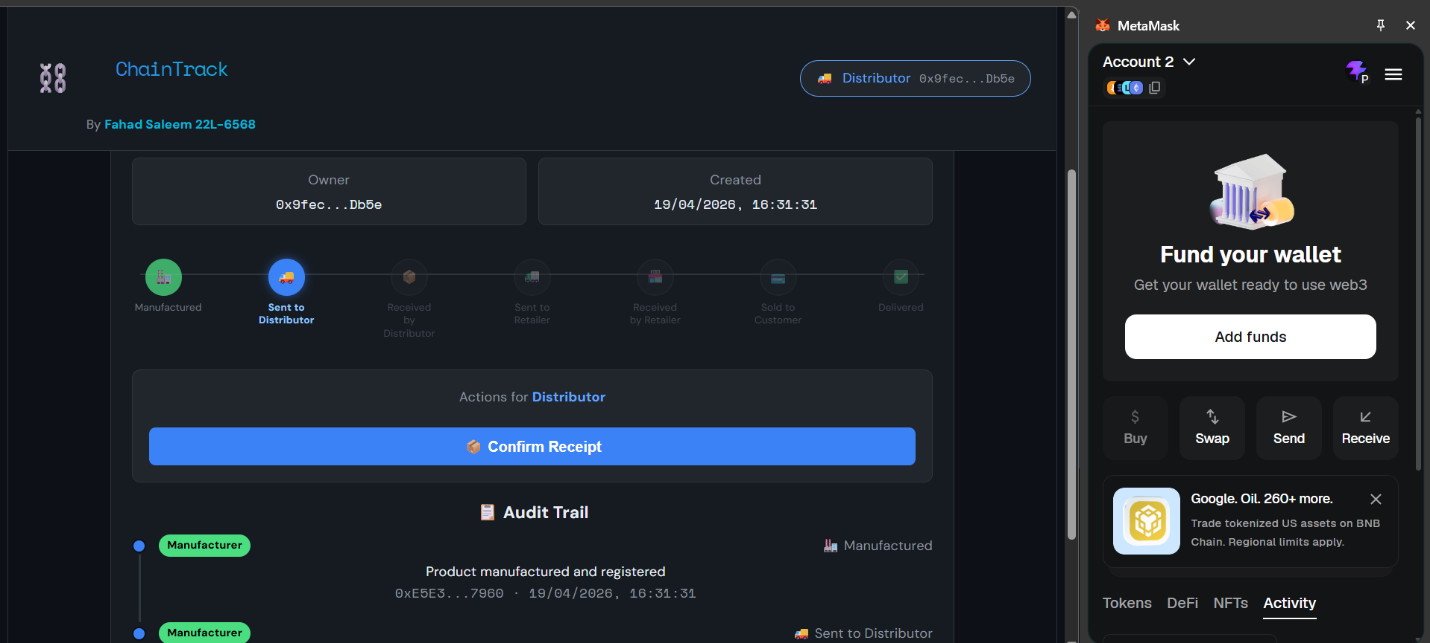 ChainTrack
Distributor 0x9fec...Db5e
By Fahad Saleem 22L-6568
Owner
0x9fec...Db5e
Created
19/04/2026, 16:31:31
Manufactured
Sent to
Distributor
Received
by
Distributor
Sent to
Retailer
Received
by Retailer
Sold to
Customer
Delivered
Actions for Distributor
Confirm Receipt
Audit Trail
Manufacturer
Manufactured
Product manufactured and registered
0xE5E3...7960 · 19/04/2026, 16:31:31
Manufacturer
Sent to Distributor
MetaMask
Account 2
P
Fund your wallet
Get your wallet ready to use web3
Add funds
Buy
Swap
Send
Receive
Google. Oil. 260+ more.
Trade tokenized US assets on BNB
Chain. Regional limits apply.
Tokens DeFi NFTs Activity